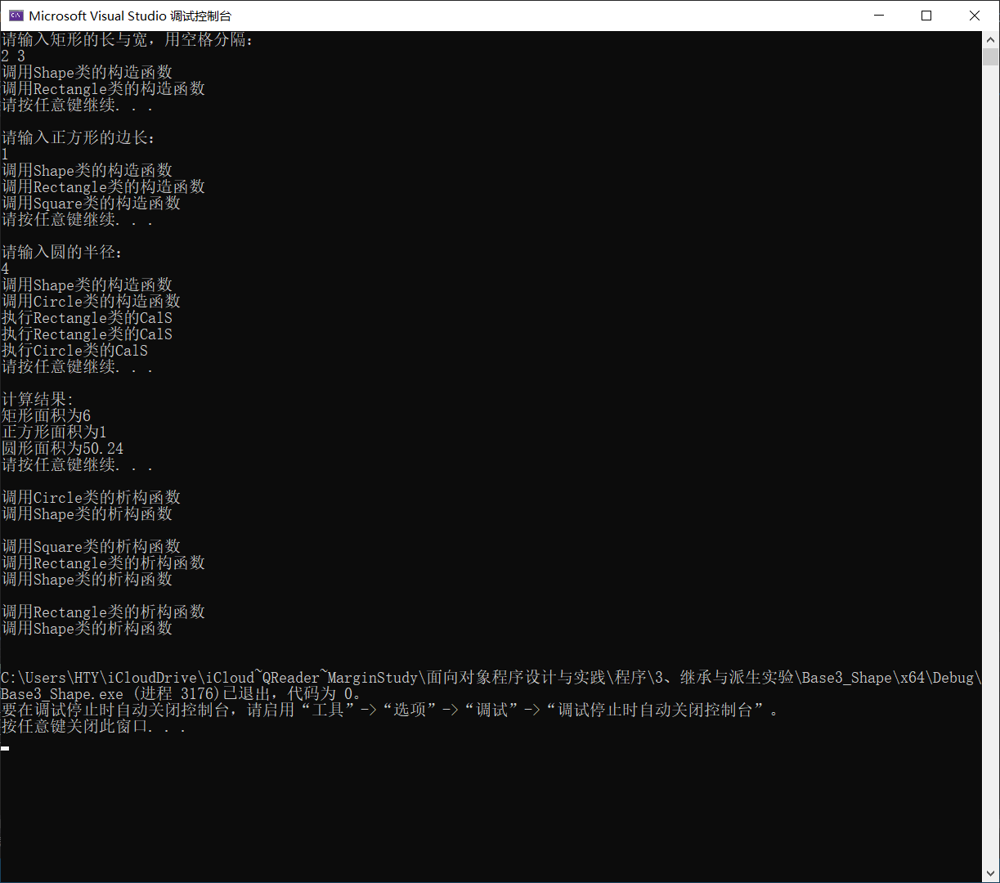 Microsoft Visual Studio 调试控制台
请输入矩形的长与宽，用空格分隔：
2 3
调用Shape类的构造函数
调用Rectangle类的构造函数
请按任意键继续. . .
请输入正方形的边长：
1
调用Shape类的构造函数
调用Rectangle类的构造函数
调用Square类的构造函数
请按任意键继续. . .
请输入圆的半径：
4
调用Shape类的构造函数
调用Circle类的构造函数
执行Rectangle类的CalS
执行Rectangle类的CalS
执行Circle类的CalS
请按任意键继续. . .
计算结果：
矩形面积为6
正方形面积为1
圆形面积为50.24
请按任意键继续. . .
调用Circle类的析构函数
调用Shape类的析构函数
调用Square类的析构函数
调用Rectangle类的析构函数
调用Shape类的析构函数
调用Rectangle类的析构函数
调用Shape类的析构函数
C:\Users\HTY\iCloudDrive\iCloud~QReader~MarginStudy\面向对象程序设计与实践\程序\3、继承与派生实验\Base3_Shape\x64\Debug\
Base3_Shape.exe (进程 3176)已退出，代码为 0。
要在调试停止时自动关闭控制台，请启用“工具”->“选项”->“调试”->“调试停止时自动关闭控制台”。
按任意键关闭此窗口. . .